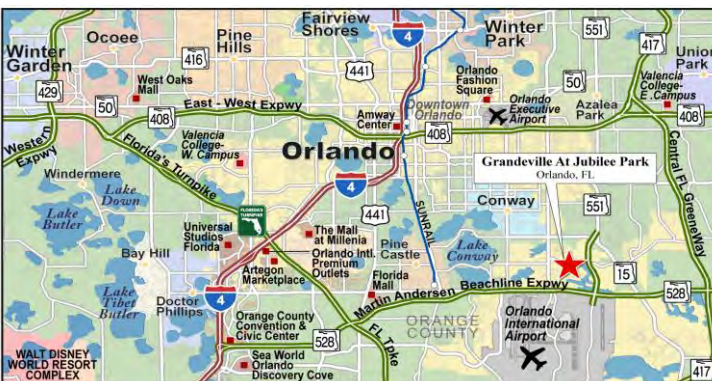 Winter
Garden
Ocoee
Pine
Hills
Fairview
Shores
Winter
Park
Union
Park
416
4
441
551
417
429
West Oaks
Mall
Orlando
Fashion
Square
50
Valencia
College-
E. Campus
50
408
East - West Expwy
Amway
Center
Downtown
Orlando
Orlando
Executive
Airport
Azalea
Park
408
408
Western
Expwy
Valencia
College-
W. Campus
Florida's Turnpike
Orlando
4
Grandeville At Jubilee Park
Orlando, FL
Central FL GreeneWay
Windermere
Lake
Down
Lake
Butler
FLORIDA'S
TURNPIKE
441
SUNRAIL
Conway
551
Universal
Studios
Florida
The Mall
at Millenia
Pine
Castle
Lake
Conway
Bay Hill
Orlando Intl.
Premium
Outlets
Artegon
Marketplace
Florida
Mall
15
Lake
Tibet
Butler
Doctor
Phillips
4
Martin Andersen Beachline Expwy
528
Orange County
Convention &
Civic Center
528
FL Tpke
ORANGE
COUNTY
Orlando
International
Airport
WALT DISNEY
WORLD RESORT
COMPLEX
Sea World
Orlando
Discovery Cove
417